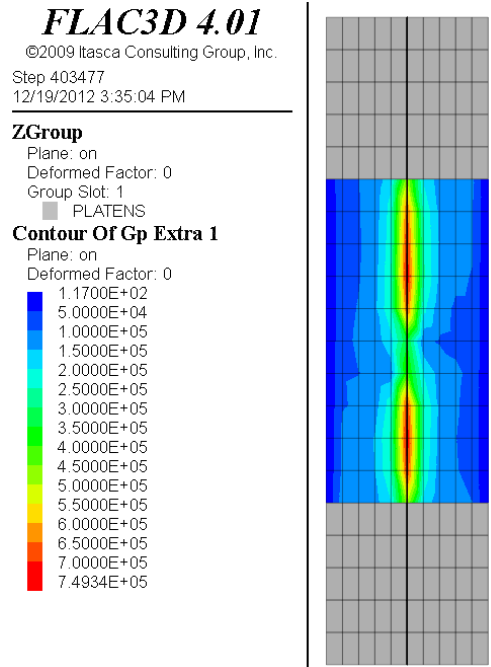 FLAC3D 4.01
©2009 Itasca Consulting Group, Inc.
Step 403477
12/19/2012 3:35:04 PM
ZGroup
Plane: on
Deformed Factor: 0
Group Slot: 1
PLATENS
Contour Of Gp Extra 1
Plane: on
Deformed Factor: 0
1.1700E+02
5.0000E+04
1.0000E+05
1.5000E+05
2.0000E+05
2.5000E+05
3.0000E+05
3.5000E+05
4.0000E+05
4.5000E+05
5.0000E+05
5.5000E+05
6.0000E+05
6.5000E+05
7.0000E+05
7.4934E+05